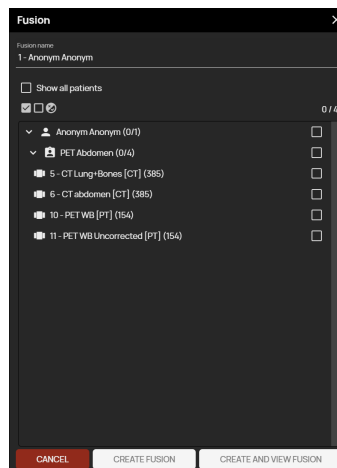 Fusion
Fusion name
1 - Anonym Anonym
Show all patients
0 / 4
Anonym Anonym (0/1)
PET Abdomen (0/4)
5 - CT Lung+Bones [CT] (385)
6 - CT abdomen [CT] (385)
10 - PET WB [PT] (154)
11 - PET WB Uncorrected [PT] (154)
CANCEL
CREATE FUSION
CREATE AND VIEW FUSION